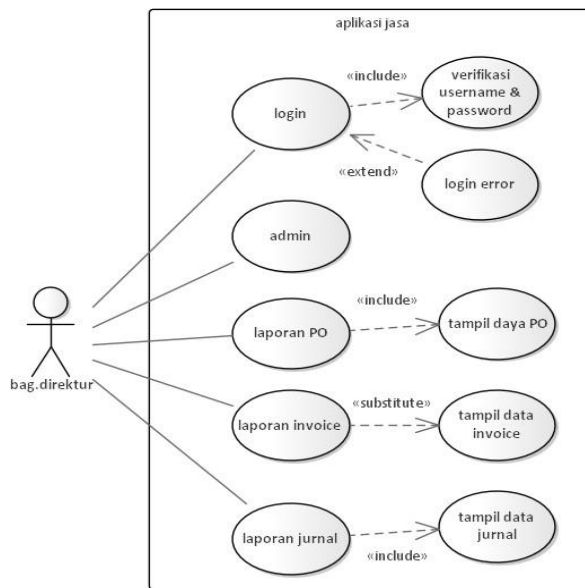 aplikasi jasa
«include»
verifikasi
username &
password
login
«extend»
login error
admin
«include»
laporan PO
tampil daya PO
bag.direktur
«substitute»
laporan invoice
tampil data
invoice
laporan jurnal
tampil data
jurnal
«include»